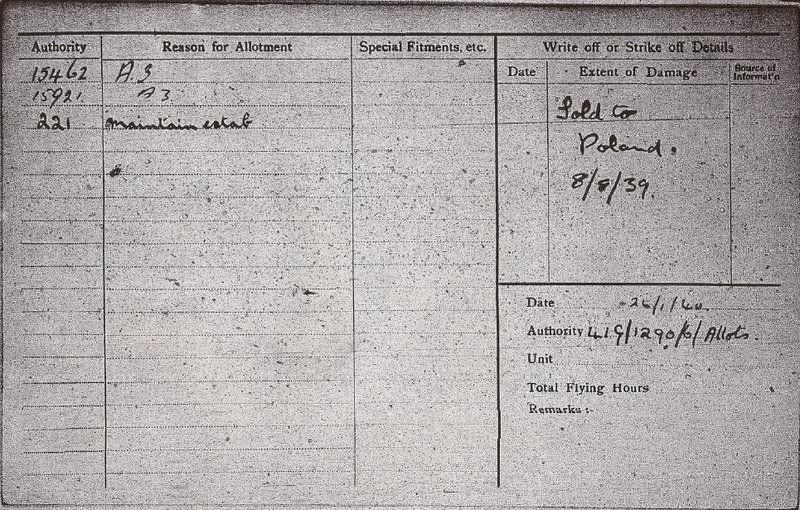 Authority Reason for Allotment Special Fitments, etc. Write off or Strike off Details
Date Extent of Damage Source of Informat'n
15462 A.S
15921 A3
221 maintain estab
Sold to
Poland.
8/8/39.
Date 26/1/40.
Authority 41G/1290/6/Allots.
Unit
Total Flying Hours
Remarks :-